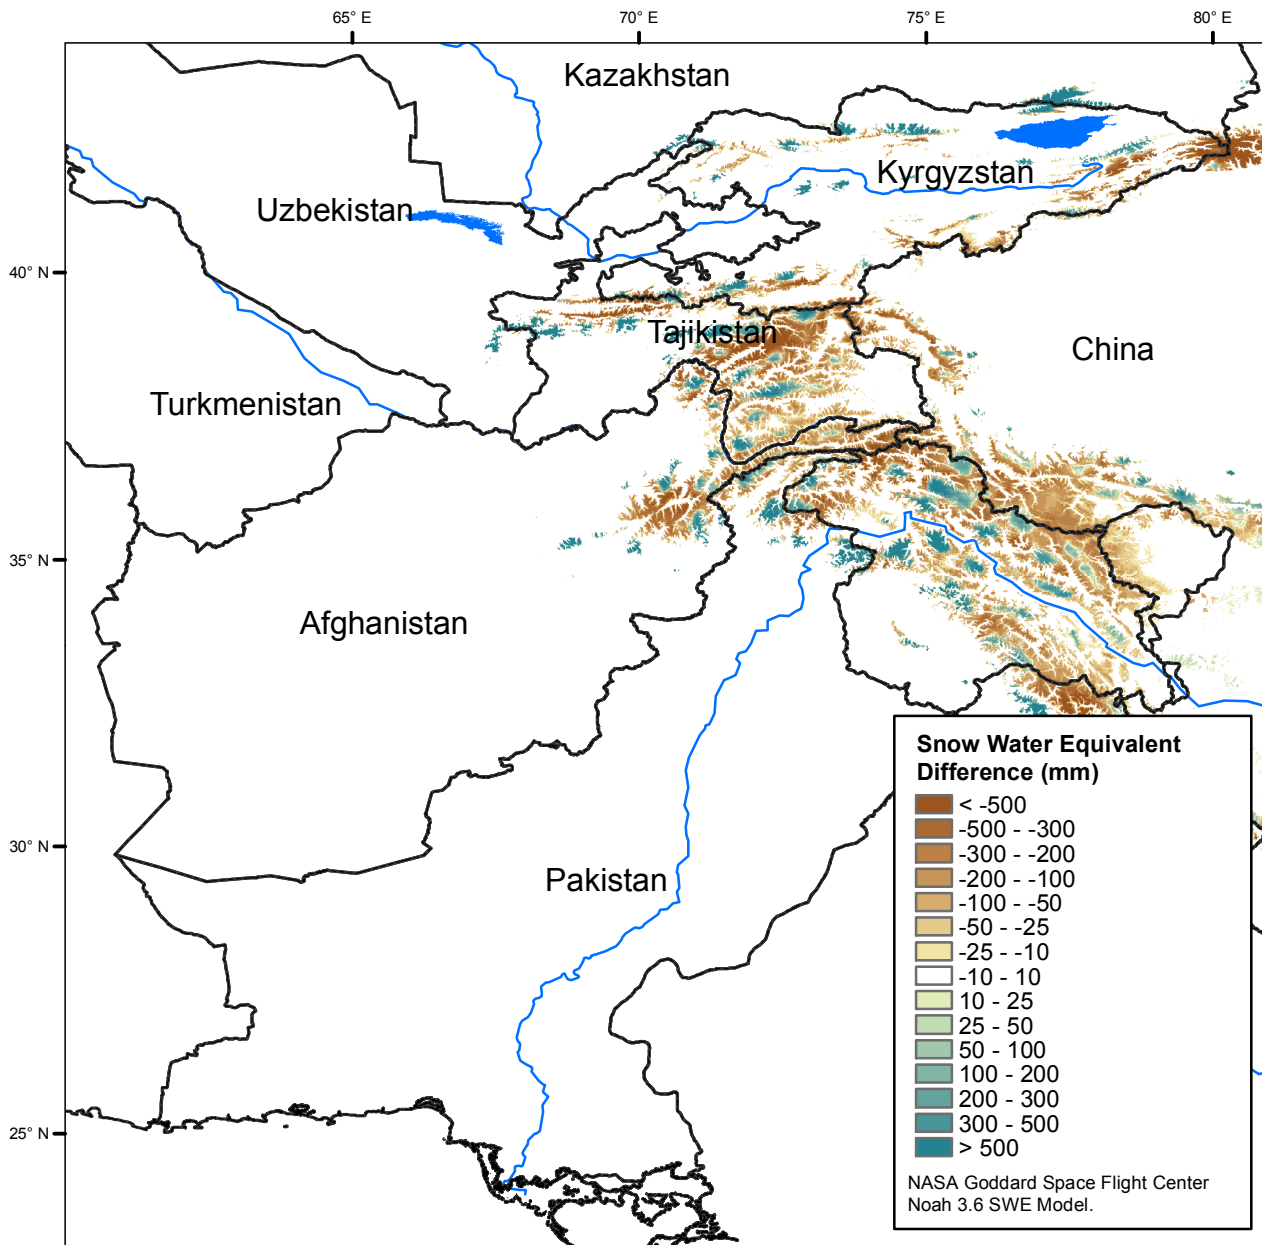 65° E
70° E
75° E
80° E
Kazakhstan
Kyrgyzstan
Uzbekistan
40° N
Tajikistan
China
Turkmenistan
35° N
Afghanistan
30° N
Pakistan
25° N
Snow Water Equivalent
Difference (mm)
< -500
-500 - -300
-300 - -200
-200 - -100
-100 - -50
-50 - -25
-25 - -10
-10 - 10
10 - 25
25 - 50
50 - 100
100 - 200
200 - 300
300 - 500
> 500
NASA Goddard Space Flight Center
Noah 3.6 SWE Model.